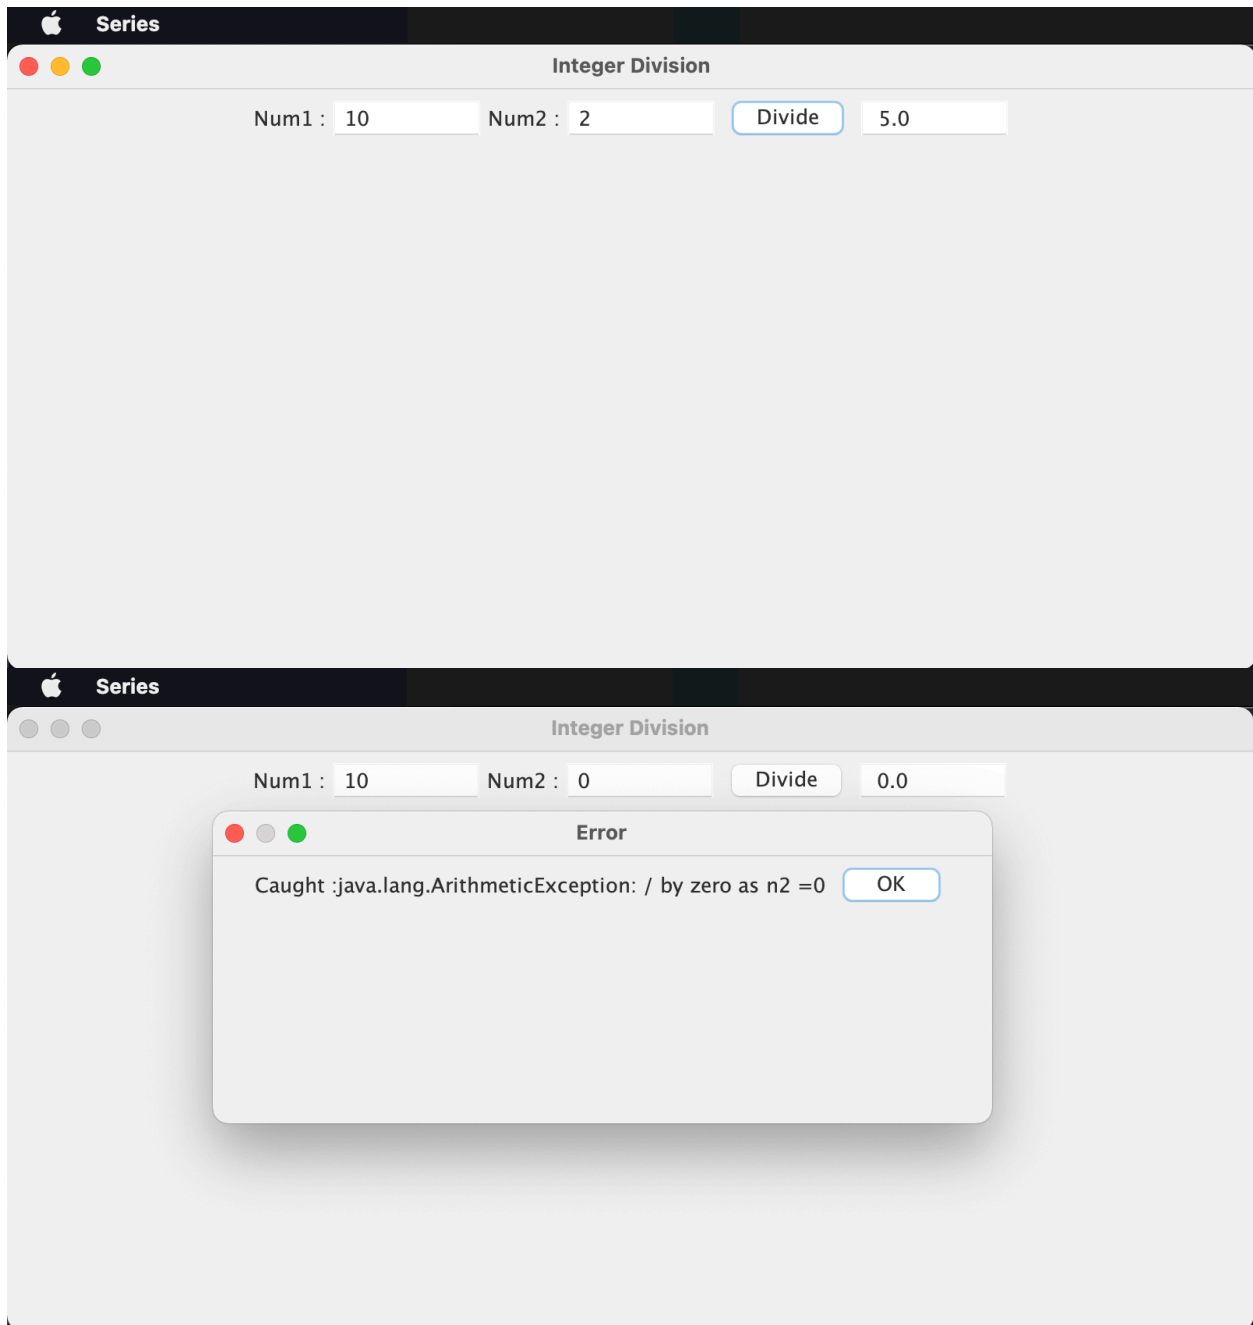 Series
Integer Division
Num1 : 10 Num2 : 2 Divide 5.0
Series
Integer Division
Num1 : 10 Num2 : 0 Divide 0.0
Error
Caught :java.lang.ArithmeticException: / by zero as n2 =0 OK